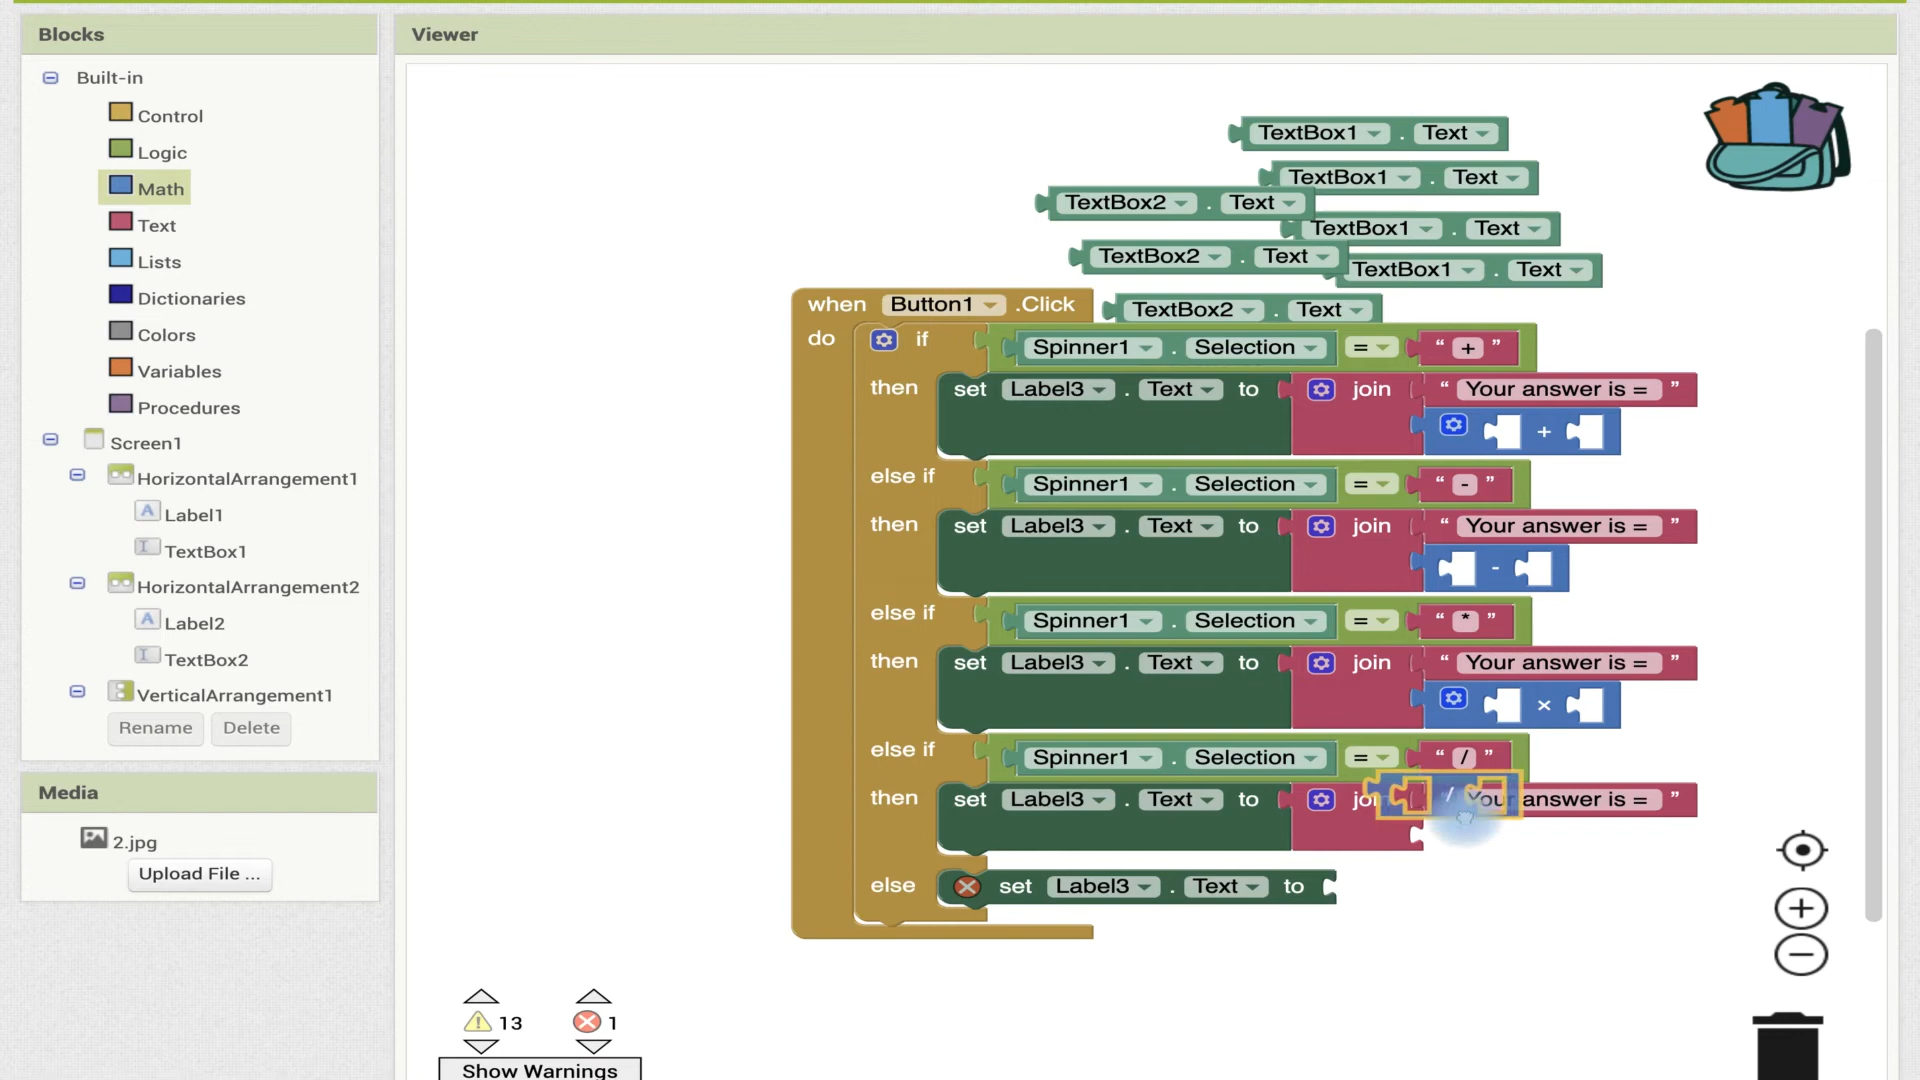 Blocks
Viewer
Built-in
Control
Logic
Math
Text
Lists
Dictionaries
Colors
Variables
Procedures
Screen1
HorizontalArrangement1
Label1
TextBox1
HorizontalArrangement2
Label2
TextBox2
VerticalArrangement1
Rename Delete
Media
2.jpg
Upload File ...
TextBox1 . Text
TextBox1 . Text
TextBox2 . Text
TextBox1 . Text
TextBox2 . Text
TextBox1 . Text
TextBox2 . Text
when Button1 .Click
do if Spinner1 . Selection = “ + ”
then set Label3 . Text to join “ Your answer is = ”
+
else if Spinner1 . Selection = “ - ”
then set Label3 . Text to join “ Your answer is = ”
-
else if Spinner1 . Selection = “ * ”
then set Label3 . Text to join “ Your answer is = ”
×
else if Spinner1 . Selection = “ / ”
then set Label3 . Text to join / Your answer is = ”
else set Label3 . Text to
13 1
Show Warnings